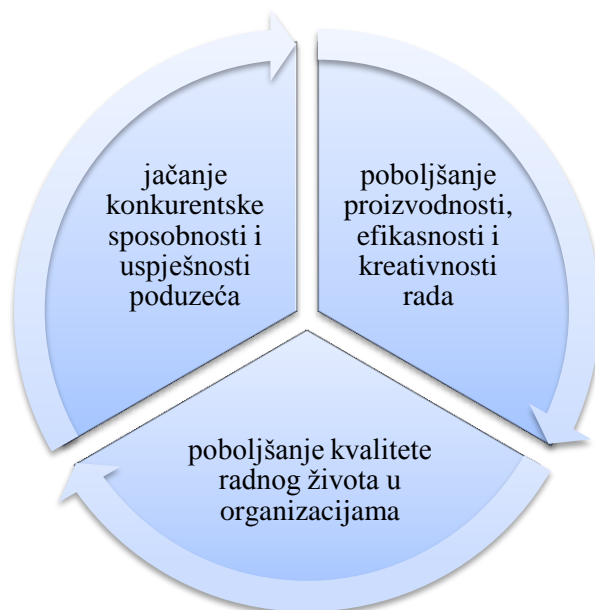 jačanje
konkurentske
sposobnosti i
uspješnosti
poduzeća
poboljšanje
proizvodnosti,
efikasnosti i
kreativnosti
rada
poboljšanje kvalitete
radnog života u
organizacijama